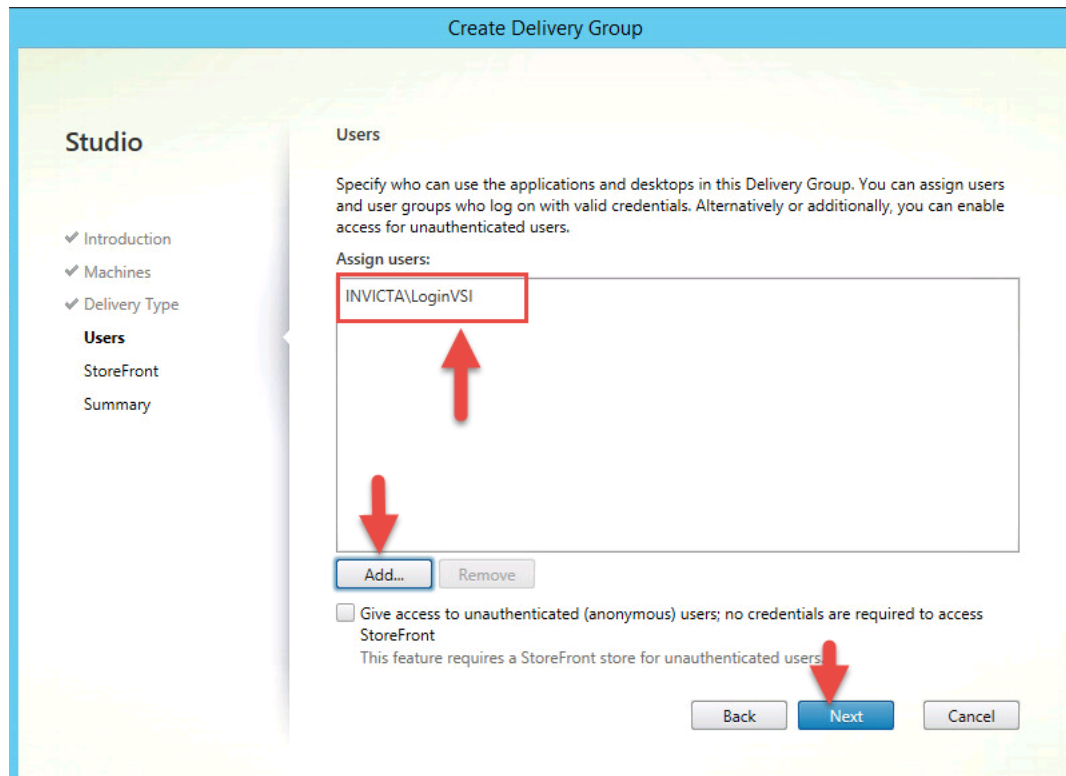 Create Delivery Group
Studio
Introduction
Machines
Delivery Type
Users
StoreFront
Summary
Users
Specify who can use the applications and desktops in this Delivery Group. You can assign users
and user groups who log on with valid credentials. Alternatively or additionally, you can enable
access for unauthenticated users.
Assign users:
INVICTA\LoginVSI
Add... Remove
Give access to unauthenticated (anonymous) users; no credentials are required to access
StoreFront
This feature requires a StoreFront store for unauthenticated users.
Back Next Cancel